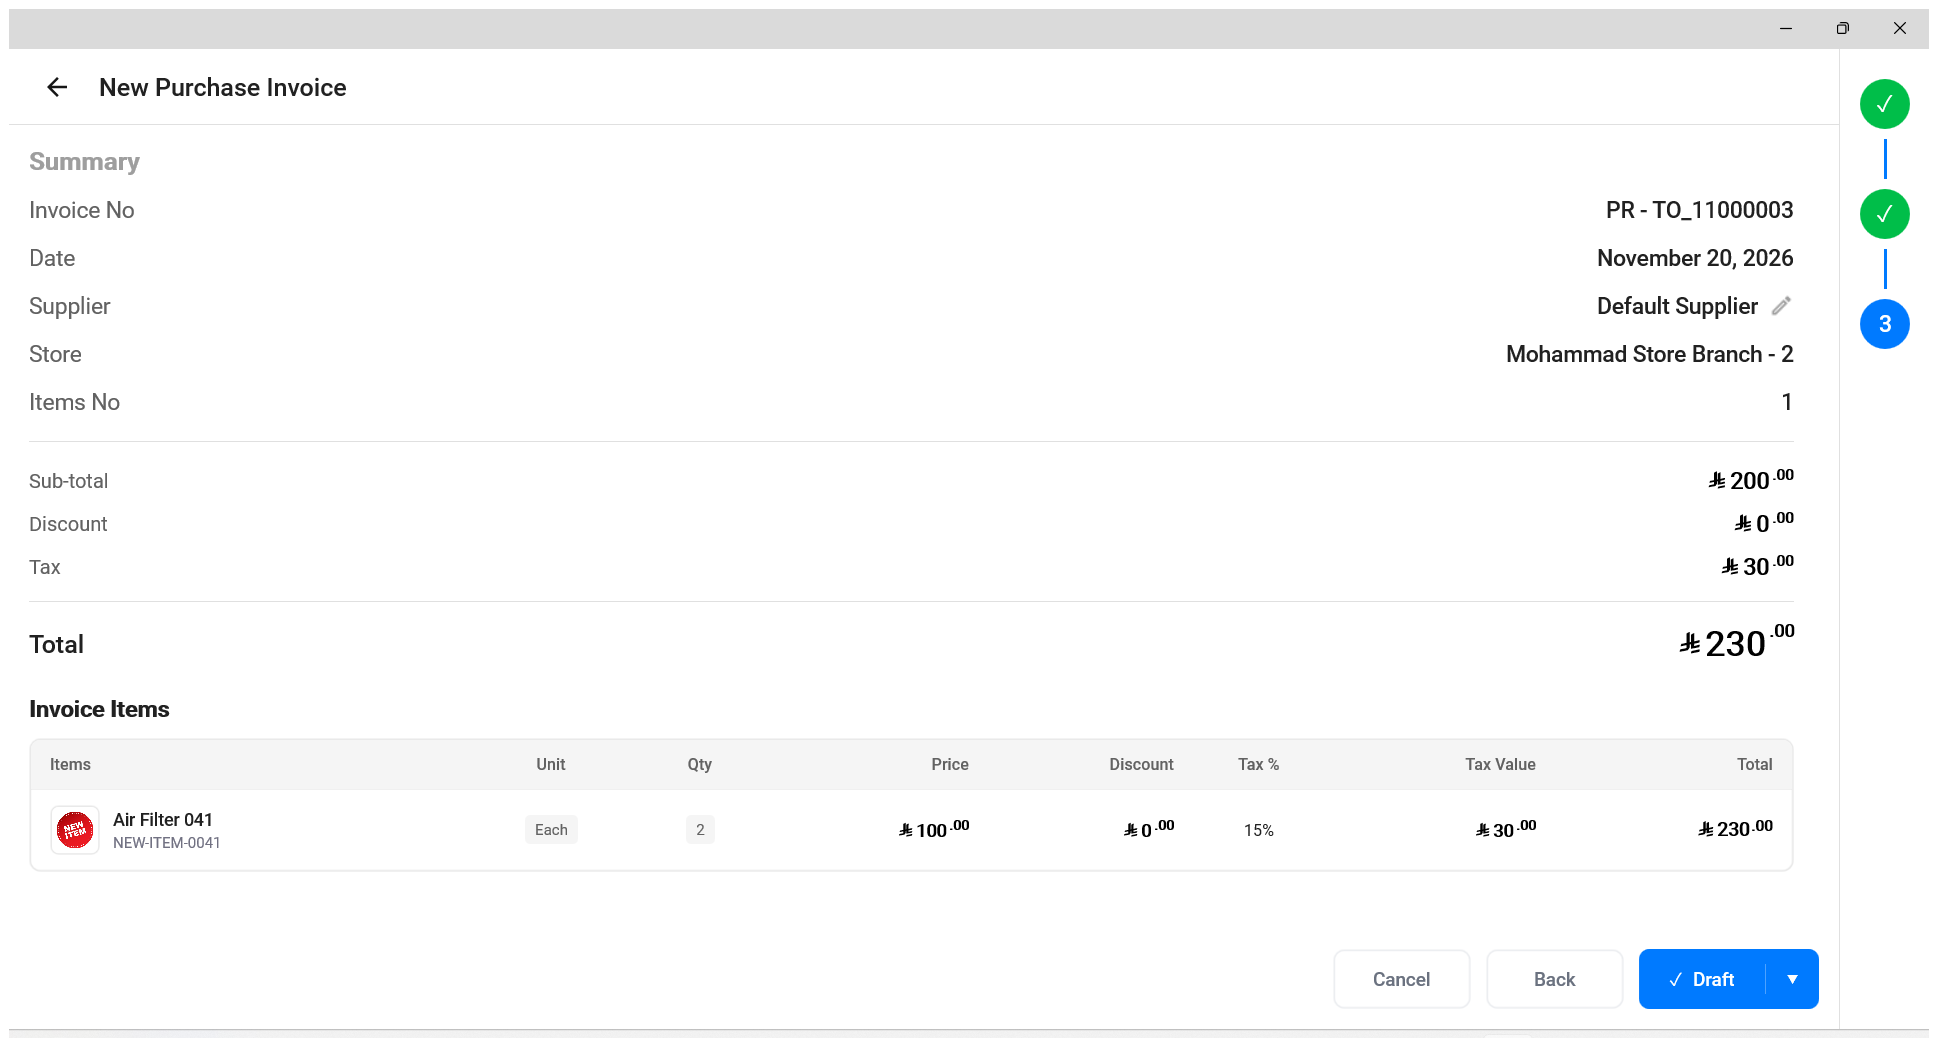 New Purchase Invoice
✓
Summary
Invoice No PR - TO_11000003
✓
Date November 20, 2026
Supplier Default Supplier
3
Store Mohammad Store Branch - 2
Items No 1
Sub-total ⃁ 200.00
Discount ⃁ 0.00
Tax ⃁ 30.00
Total ⃁ 230.00
Invoice Items
Items Unit Qty Price Discount Tax % Tax Value Total
NEW ITEM
Air Filter 041 Each 2 ⃁ 100.00 ⃁ 0.00 15% ⃁ 30.00 ⃁ 230.00
NEW-ITEM-0041
Cancel Back ✓ Draft ▼